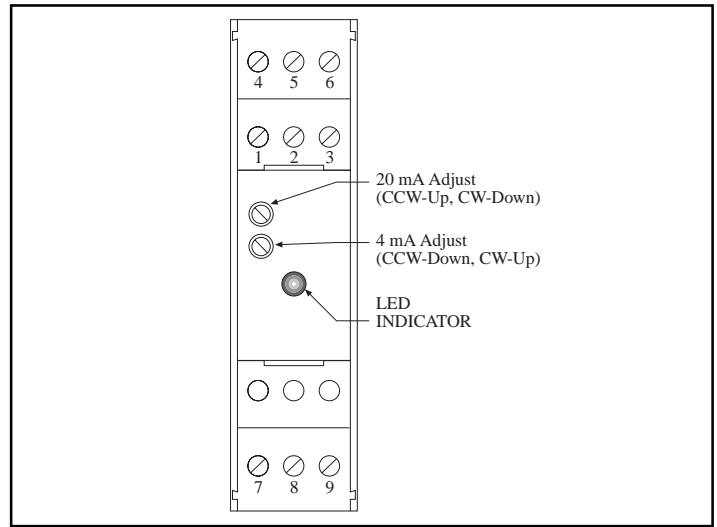 4 5 6
1 2 3
20 mA Adjust
(CCW-Up, CW-Down)
4 mA Adjust
(CCW-Down, CW-Up)
LED
INDICATOR
7 8 9